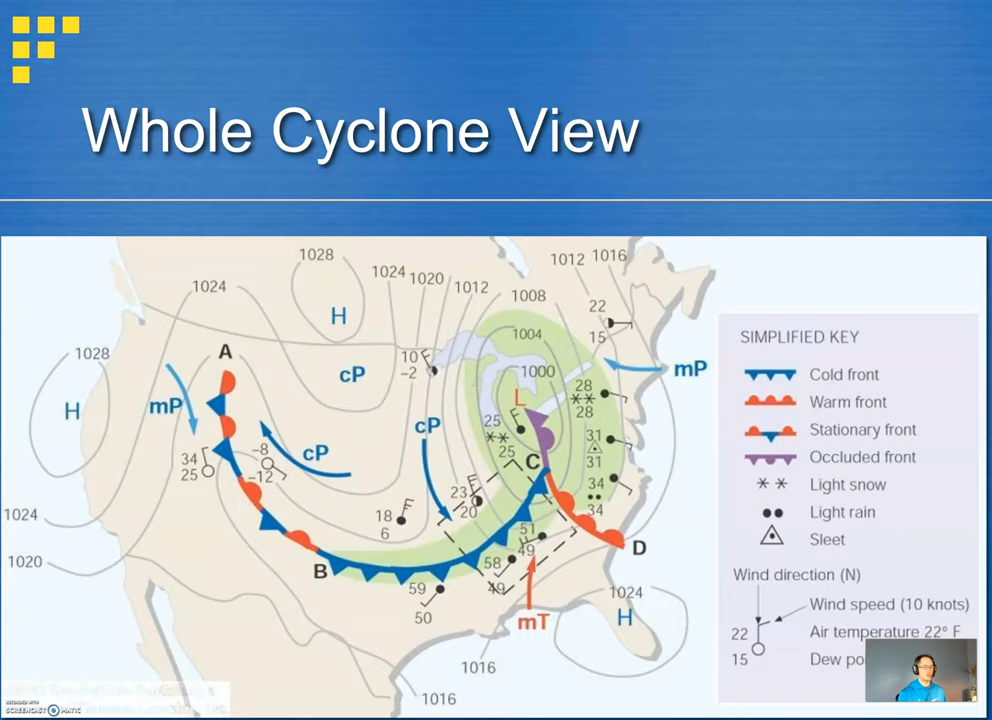 Whole Cyclone View
1028
1024
1024 1020 1012
1012 1016
1008
1004
1000
1028
H
H
A
cP
cP
cP
mP
mP
10
-2
22
15
L
28
** 
28
25
**
25
31
31
34
34
34
25
-8
-12
18
6
23
20
C
D
B
51
49
58
49
59
50
mT
1024
H
1024
1020
1016
1016
SIMPLIFIED KEY
Cold front
Warm front
Stationary front
Occluded front
** Light snow
Light rain
Sleet
Wind direction (N)
Wind speed (10 knots)
22 Air temperature 22° F
15 Dew po
RECORDED WITH
SCREENCAST MATIC